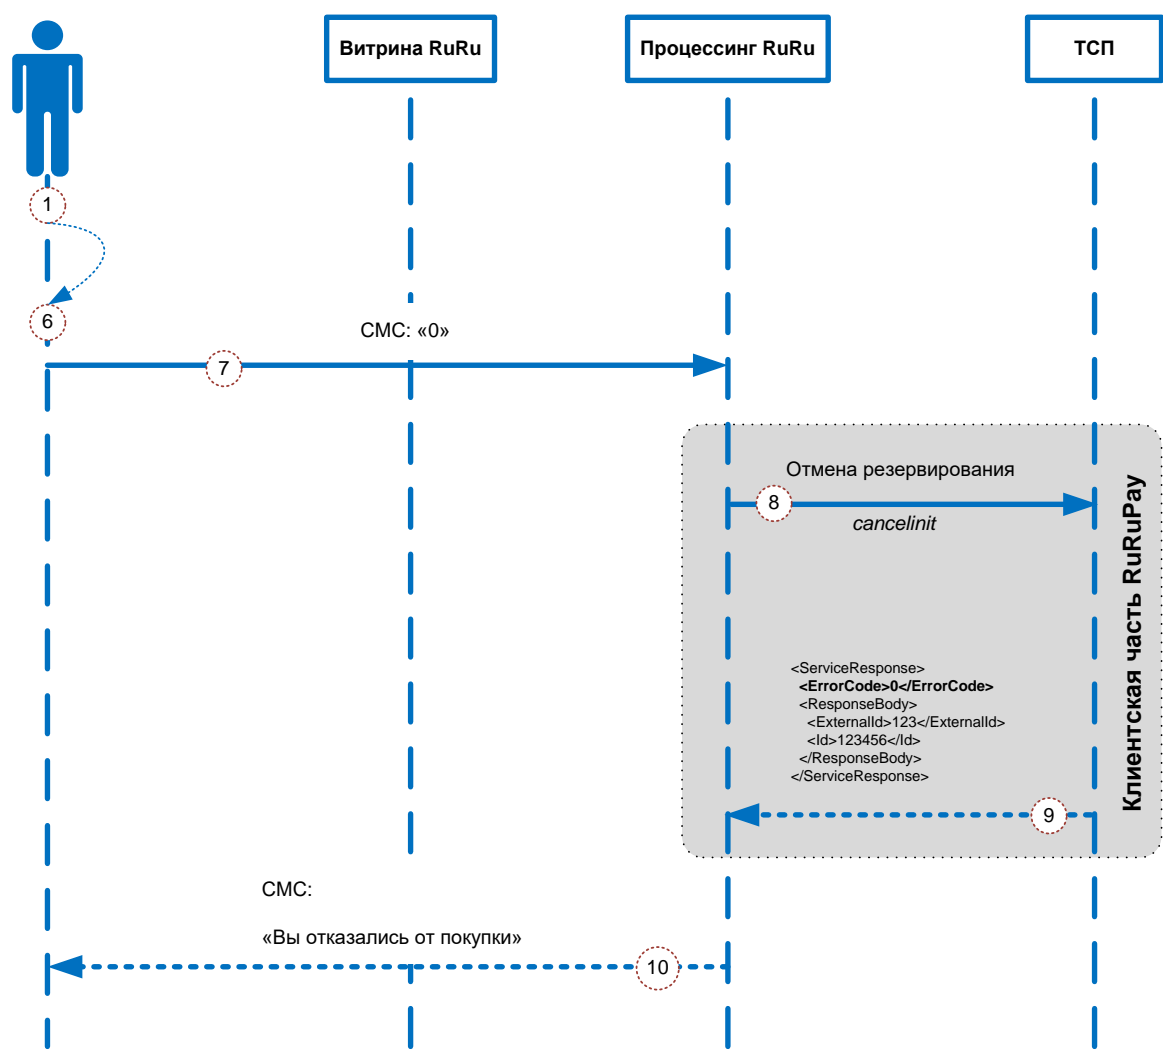 Витрина RuRu
Процессинг RuRu
ТСП
1
6
СМС: «0»
7
Отмена резервирования
8
cancelinit
Клиентская часть RuRuPay
<ServiceResponse>
<ErrorCode>0</ErrorCode>
<ResponseBody>
<ExternalId>123</ExternalId>
<Id>123456</Id>
</ResponseBody>
</ServiceResponse>
9
СМС:
«Вы отказались от покупки»
10